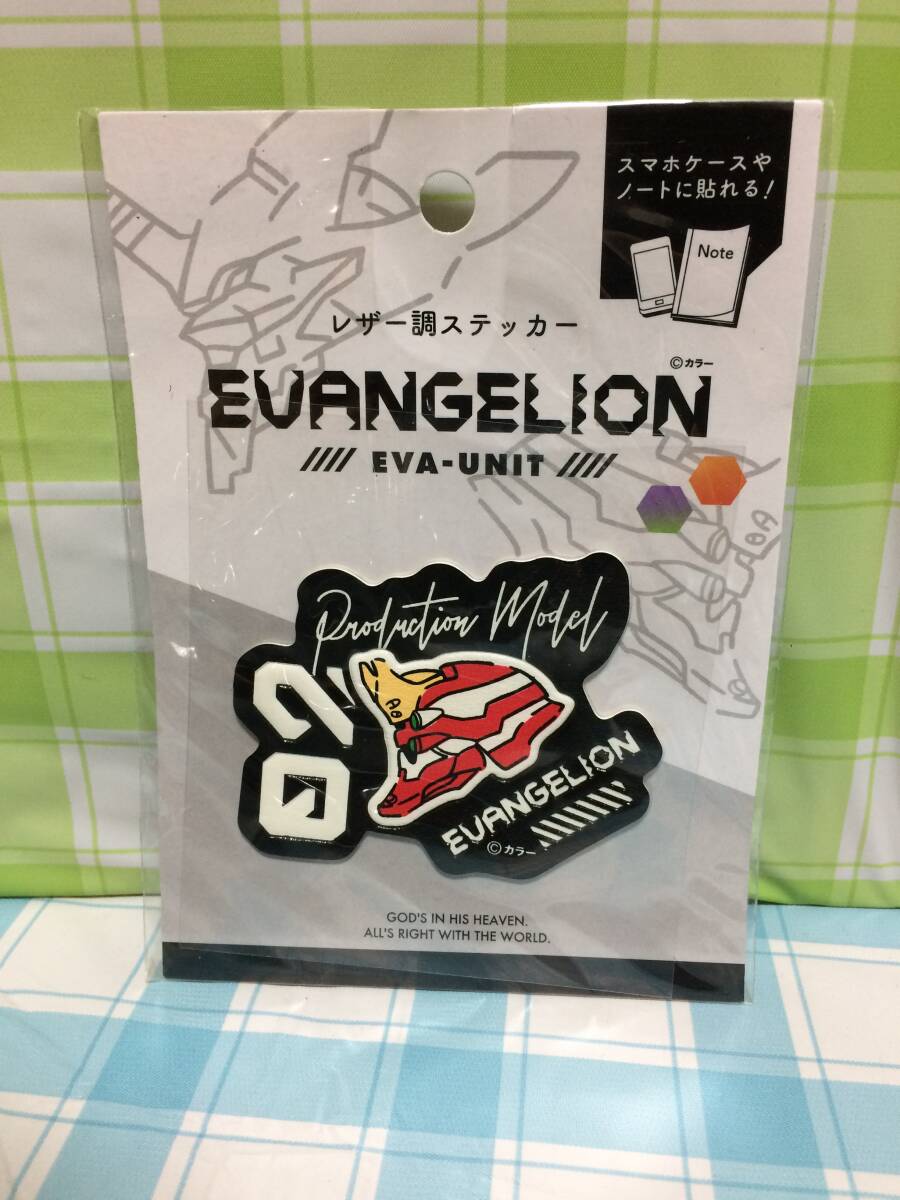 スマホケースや
ノートに貼れる!
Note
レザー調ステッカー
©カラー
EVANGELION
//// EVA-UNIT ////
Production Model
02
EVANGELION
©カラー
GOD'S IN HIS HEAVEN.
ALL'S RIGHT WITH THE WORLD.